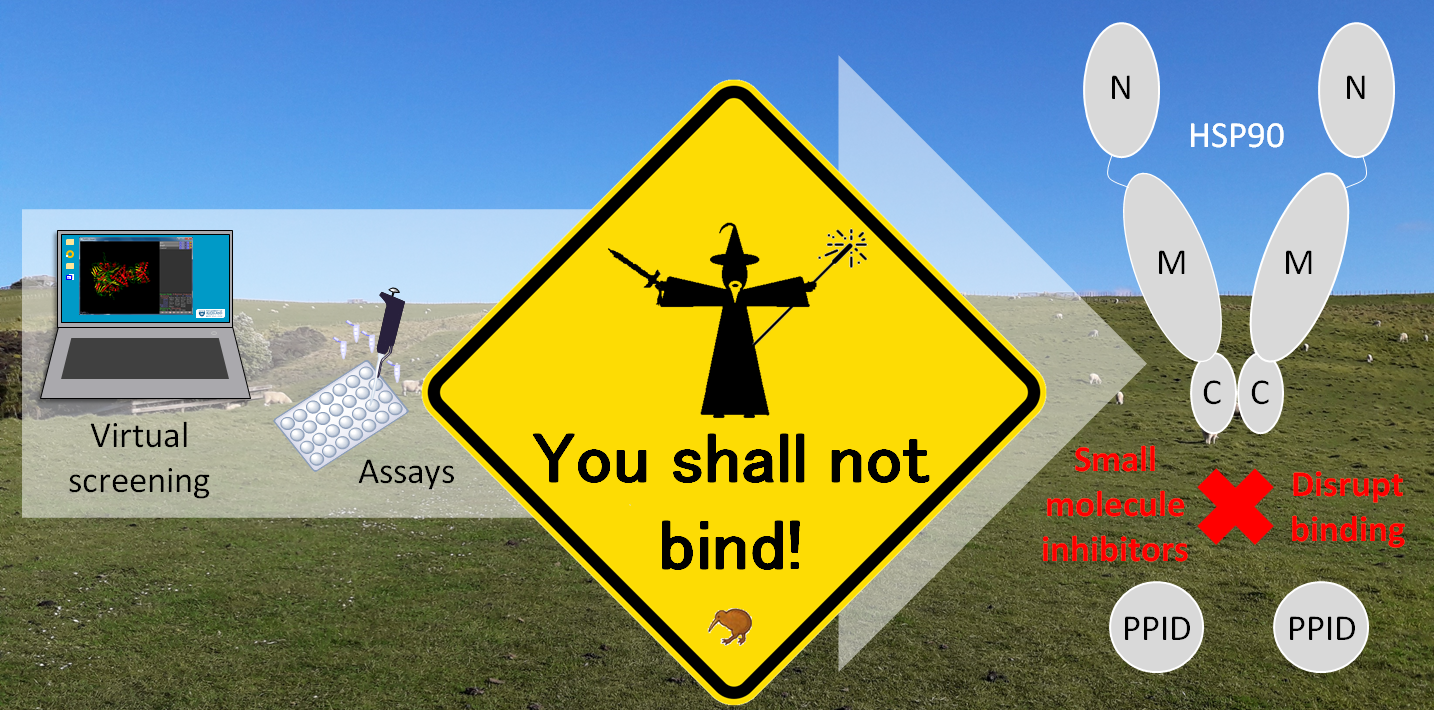 N
N
HSP90
M
M
C
C
Virtual
screening
Assays
You shall not
bind!
Small
molecule
inhibitors
Disrupt
binding
PPID
PPID